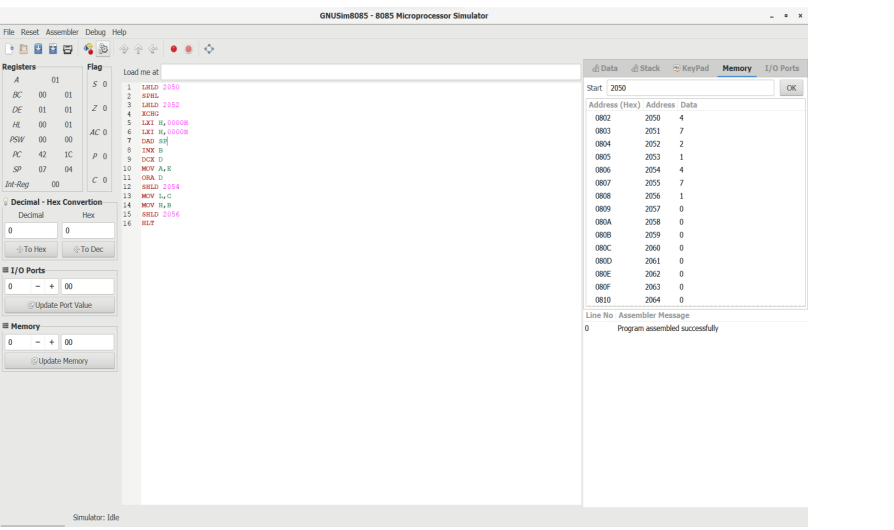 GNUSim8085 - 8085 Microprocessor Simulator
File Reset Assembler Debug Help
Registers
A 01
BC 00 01
DE 01 01
HL 00 01
PSW 00 00
PC 42 1C
SP 07 04
Int-Reg 00
Flag
S 0
Z 0
AC 0
P 0
C 0
Decimal - Hex Convertion
Decimal Hex
0 0
To Hex To Dec
I/O Ports
0 - + 00
Update Port Value
Memory
0 - + 00
Update Memory
Load me at
1 LHLD 2050
2 SPHL
3 LHLD 2052
4 XCHG
5 LXI H,0000H
6 LXI H,0000H
7 DAD SP
8 INX B
9 DCX D
10 MOV A,E
11 ORA D
12 SHLD 2054
13 MOV L,C
14 MOV H,B
15 SHLD 2056
16 HLT
Data Stack KeyPad Memory I/O Ports
Start 2050 OK
Address (Hex) Address Data
0802 2050 4
0803 2051 7
0804 2052 2
0805 2053 1
0806 2054 4
0807 2055 7
0808 2056 1
0809 2057 0
080A 2058 0
080B 2059 0
080C 2060 0
080D 2061 0
080E 2062 0
080F 2063 0
0810 2064 0
Line No Assembler Message
0 Program assembled successfully
Simulator: Idle